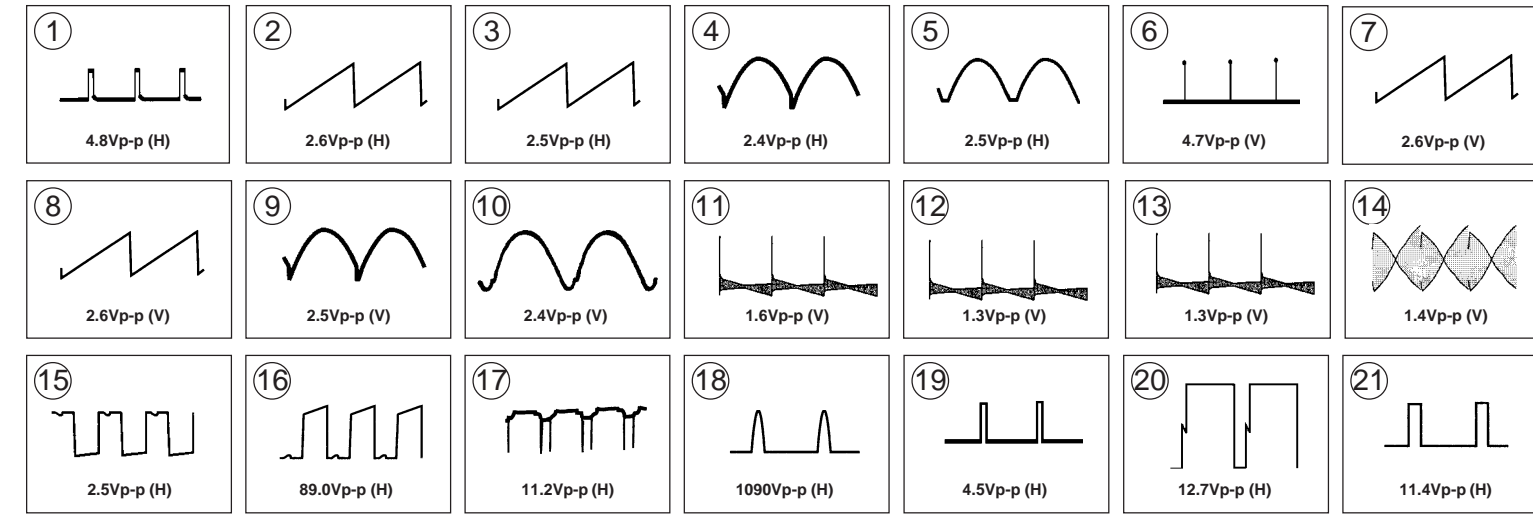 1 2 3 4 5 6 7
4.8Vp-p (H) 2.6Vp-p (H) 2.5Vp-p (H) 2.4Vp-p (H) 2.5Vp-p (H) 4.7Vp-p (V) 2.6Vp-p (V)
8 9 10 11 12 13 14
2.6Vp-p (V) 2.5Vp-p (V) 2.4Vp-p (V) 1.6Vp-p (V) 1.3Vp-p (V) 1.3Vp-p (V) 1.4Vp-p (V)
15 16 17 18 19 20 21
2.5Vp-p (H) 89.0Vp-p (H) 11.2Vp-p (H) 1090Vp-p (H) 4.5Vp-p (H) 12.7Vp-p (H) 11.4Vp-p (H)